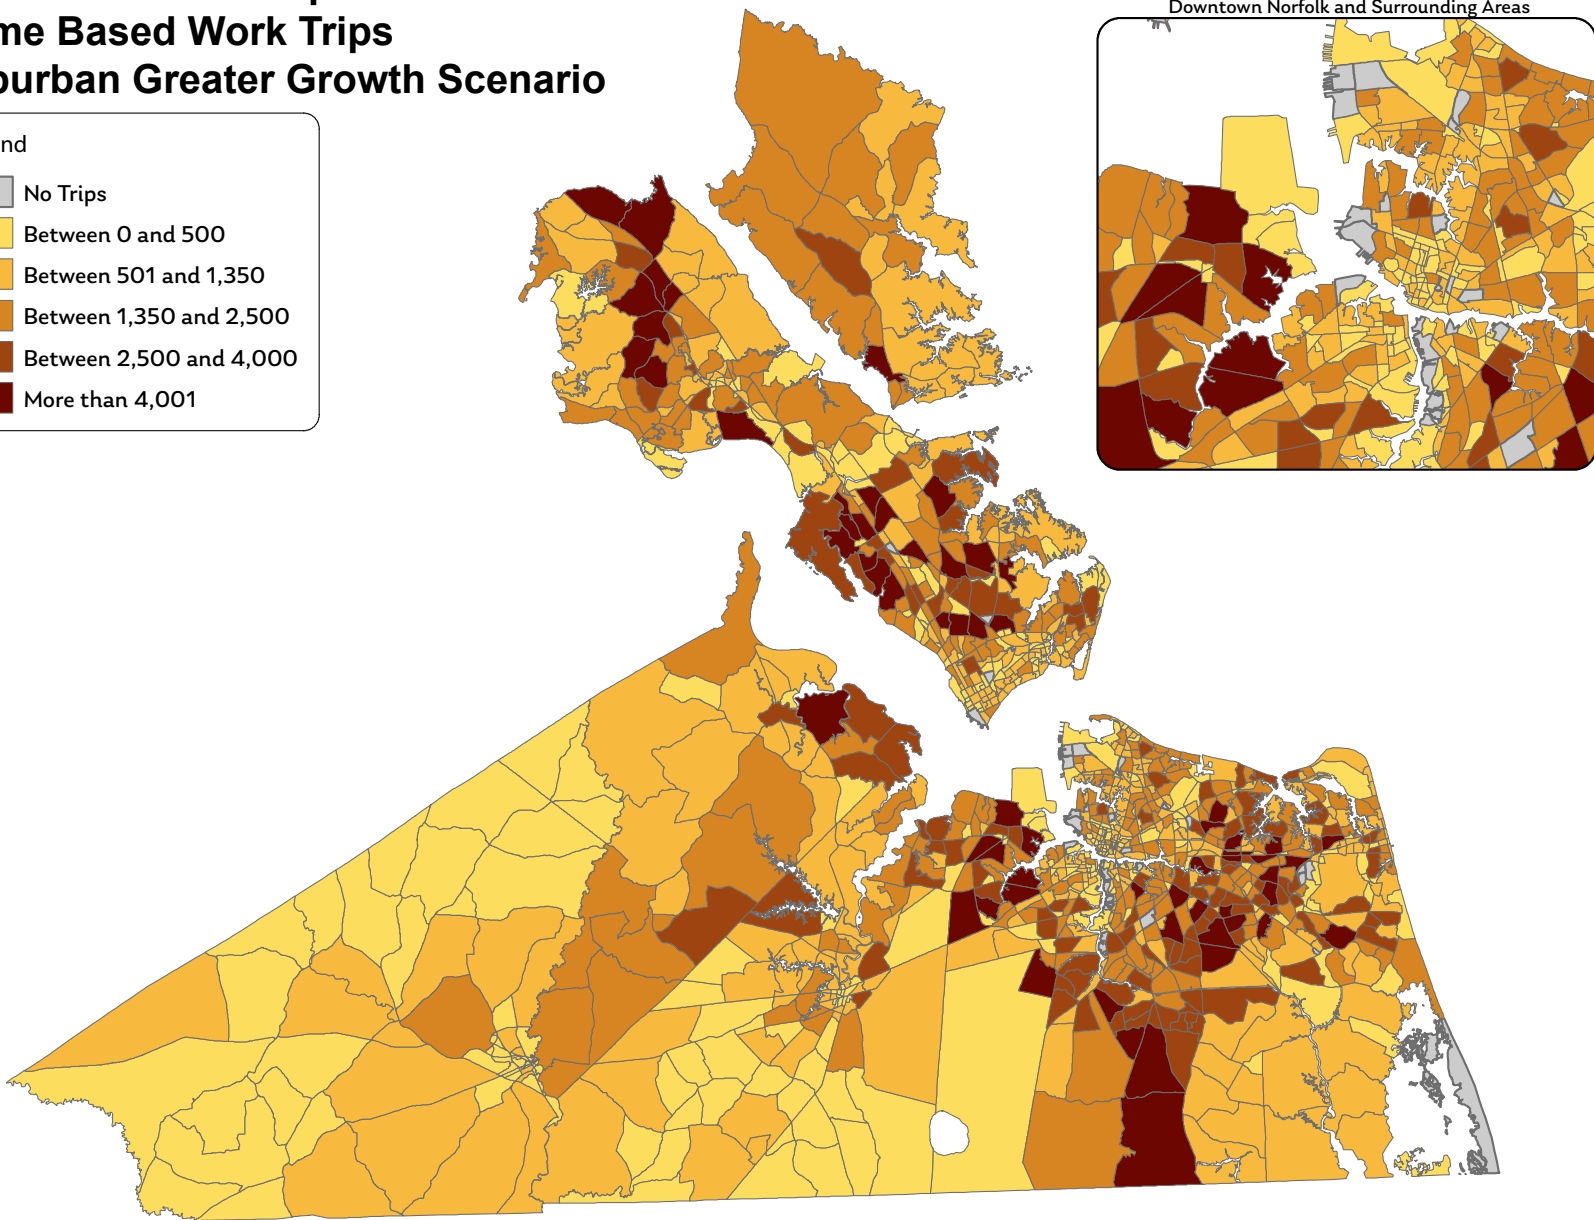 me Based Work Trips
burban Greater Growth Scenario
nd
No Trips
Between 0 and 500
Between 501 and 1,350
Between 1,350 and 2,500
Between 2,500 and 4,000
More than 4,001
Downtown Norfolk and Surrounding Areas